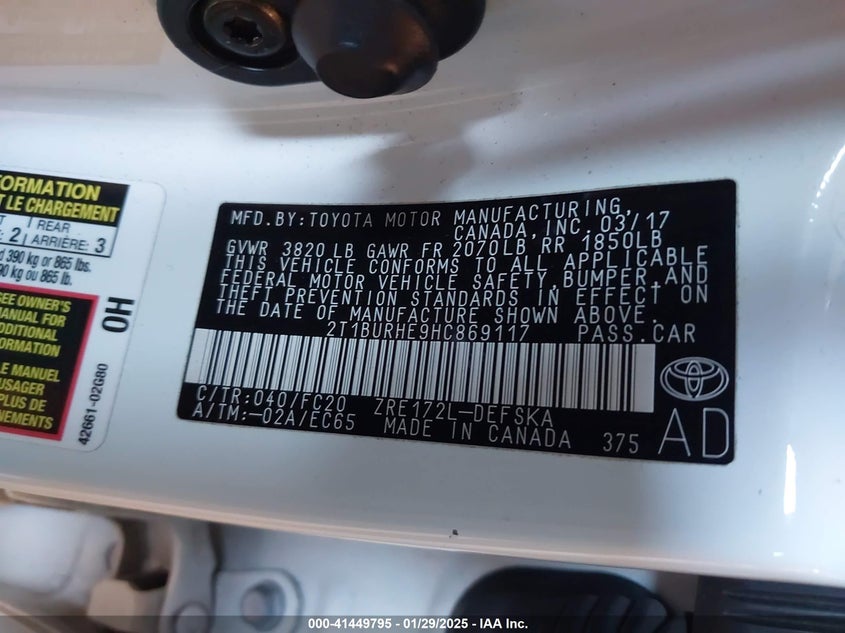 FORMATION
T LE CHARGEMENT
1 REAR
2 ARRIÈRE: 3
390 kg or 865 lbs.
90 kg ou 865 lb.
SEE OWNER'S
MANUAL FOR
ADDITIONAL
INFORMATION
LE MANUEL
USAGER
PLUS DE
NEMENTS
OH
42661-02G80
MFD.BY:TOYOTA MOTOR MANUFACTURING,
CANADA, INC. 03/17
GVWR 3820 LB GAWR FR 2070LB RR 1850LB
THIS VEHICLE CONFORMS TO ALL APPLICABLE
FEDERAL MOTOR VEHICLE SAFETY,BUMPER,AND
THEFT PREVENTION STANDARDS IN EFFECT ON
THE DATE OF MANUFACTURE SHOWN ABOVE.
2T1BURHE9HC869117 PASS.CAR
C/TR:040/FC20 ZRE172L-DEFSKA
A/TM:-02A/EC65 MADE IN CANADA 375
AD
000-41449795 - 01/29/2025 - IAA Inc.